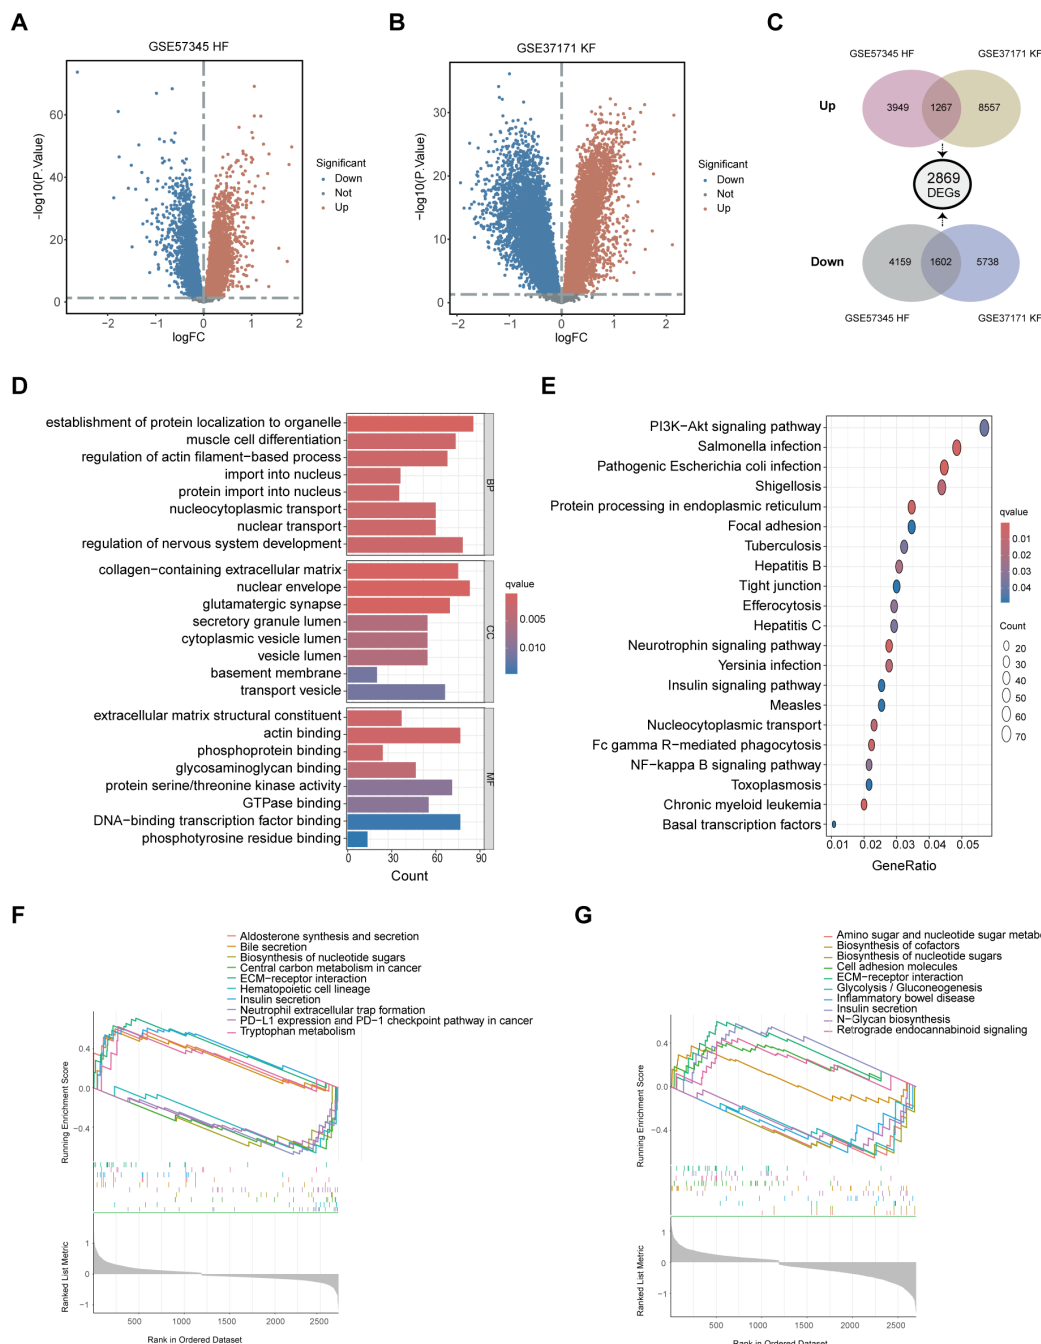 A
GSE57345 HF
−log10(P.Value)
60
40
20
0
−2
−1
0
1
2
logFC
Significant
Down
Not
Up
B
GSE37171 KF
−log10(P.Value)
30
20
10
0
−2
−1
0
1
2
logFC
Significant
Down
Not
Up
C
GSE57345 HF
GSE37171 KF
Up
3949
1267
8557
2869
DEGs
Down
4159
1602
5738
GSE57345 HF
GSE37171 KF
D
establishment of protein localization to organelle
muscle cell differentiation
regulation of actin filament−based process
import into nucleus
protein import into nucleus
nucleocytoplasmic transport
nuclear transport
regulation of nervous system development
BP
collagen−containing extracellular matrix
nuclear envelope
glutamatergic synapse
secretory granule lumen
cytoplasmic vesicle lumen
vesicle lumen
basement membrane
transport vesicle
CC
extracellular matrix structural constituent
actin binding
phosphoprotein binding
glycosaminoglycan binding
protein serine/threonine kinase activity
GTPase binding
DNA−binding transcription factor binding
phosphotyrosine residue binding
MF
0
30
60
90
Count
qvalue
0.005
0.010
E
PI3K−Akt signaling pathway
Salmonella infection
Pathogenic Escherichia coli infection
Shigellosis
Protein processing in endoplasmic reticulum
Focal adhesion
Tuberculosis
Hepatitis B
Tight junction
Efferocytosis
Hepatitis C
Neurotrophin signaling pathway
Yersinia infection
Insulin signaling pathway
Measles
Nucleocytoplasmic transport
Fc gamma R−mediated phagocytosis
NF−kappa B signaling pathway
Toxoplasmosis
Chronic myeloid leukemia
Basal transcription factors
0.01
0.02
0.03
0.04
0.05
GeneRatio
qvalue
0.01
0.02
0.03
0.04
Count
20
30
40
50
60
70
F
Aldosterone synthesis and secretion
Bile secretion
Biosynthesis of nucleotide sugars
Central carbon metabolism in cancer
ECM−receptor interaction
Hematopoietic cell lineage
Insulin secretion
Neutrophil extracellular trap formation
PD−L1 expression and PD−1 checkpoint pathway in cancer
Tryptophan metabolism
Running Enrichment Score
0.4
0.0
−0.4
Ranked List Metric
1
0
−1
500
1000
1500
2000
2500
Rank in Ordered Dataset
G
Amino sugar and nucleotide sugar metab
Biosynthesis of cofactors
Biosynthesis of nucleotide sugars
Cell adhesion molecules
ECM−receptor interaction
Glycolysis / Gluconeogenesis
Inflammatory bowel disease
Insulin secretion
N−Glycan biosynthesis
Retrograde endocannabinoid signaling
Running Enrichment Score
0.4
0.0
−0.4
Ranked List Metric
1
0
−1
500
1000
1500
2000
2500
Rank in Ordered Dataset